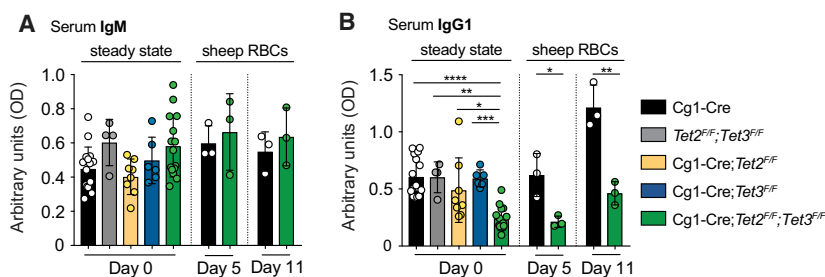 A Serum IgM
steady state sheep RBCs
Arbitrary units (OD)
1.0
0.8
0.6
0.4
0.2
0
Day 0 Day 5 Day 11
B Serum IgG1
steady state sheep RBCs
Arbitrary units (OD)
1.5
1.0
0.5
0
****
**
*
***
*
**
Day 0 Day 5 Day 11
Cg1-Cre
Tet2F/F;Tet3F/F
Cg1-Cre;Tet2F/F
Cg1-Cre;Tet3F/F
Cg1-Cre;Tet2F/F;Tet3F/F